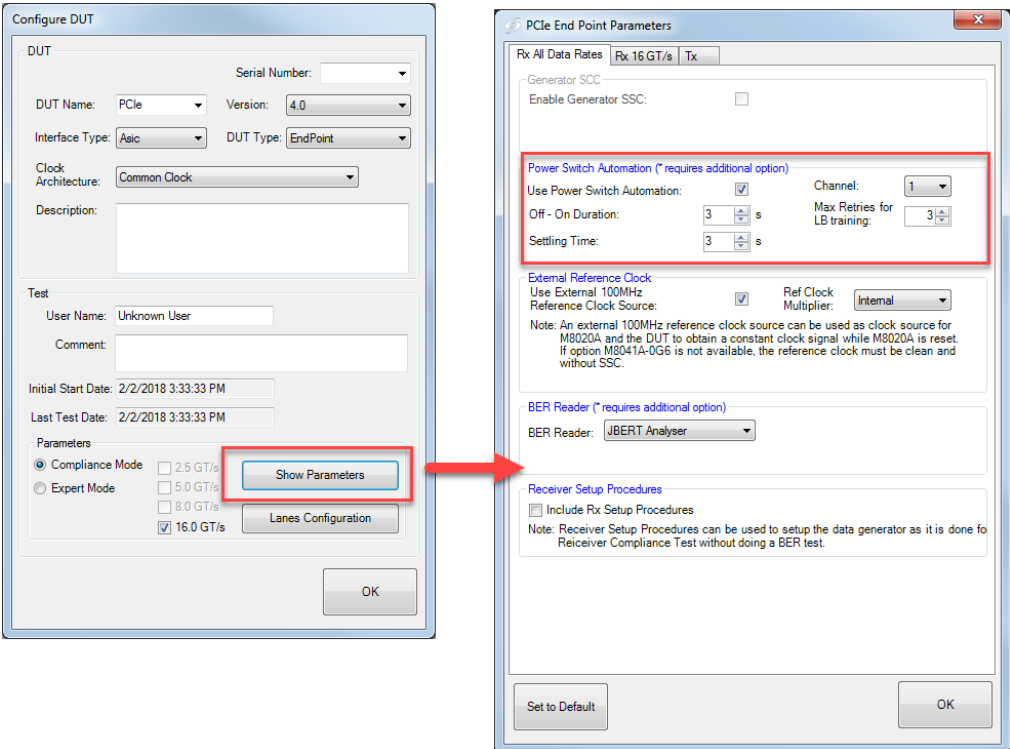 Configure DUT
DUT
Serial Number:
DUT Name: PCIe Version: 4.0
Interface Type: Asic DUT Type: EndPoint
Clock
Architecture: Common Clock
Description:
Test
User Name: Unknown User
Comment:
Initial Start Date: 2/2/2018 3:33:33 PM
Last Test Date: 2/2/2018 3:33:33 PM
Parameters
Compliance Mode 2.5 GT/s Show Parameters
Expert Mode 5.0 GT/s
8.0 GT/s
16.0 GT/s Lanes Configuration
OK
PCIe End Point Parameters
Rx All Data Rates Rx 16 GT/s Tx
Generator SCC
Enable Generator SSC:
Power Switch Automation (* requires additional option)
Use Power Switch Automation: Channel: 1
Off - On Duration: 3 s Max Retries for
LB training: 3
Settling Time: 3 s
External Reference Clock
Use External 100MHz
Reference Clock Source: Ref Clock
Multiplier: Internal
Note: An external 100MHz reference clock source can be used as clock source for
M8020A and the DUT to obtain a constant clock signal while M8020A is reset.
If option M8041A-0G6 is not available, the reference clock must be clean and
without SSC.
BER Reader (* requires additional option)
BER Reader: JBERT Analyser
Receiver Setup Procedures
Include Rx Setup Procedures
Note: Receiver Setup Procedures can be used to setup the data generator as it is done fo
Reiceiver Compliance Test without doing a BER test.
Set to Default OK